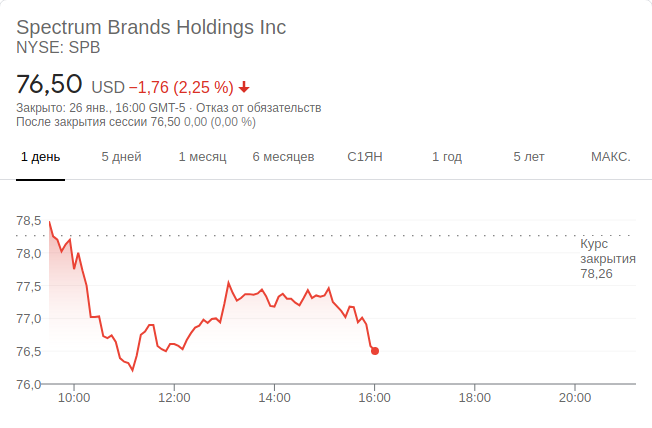 Spectrum Brands Holdings Inc
NYSE: SPB
76,50 USD −1,76 (2,25 %)
Закрыто: 26 янв., 16:00 GMT-5 · Отказ от обязательств
После закрытия сессии 76,50 0,00 (0,00 %)
1 день 5 дней 1 месяц 6 месяцев С1ЯН 1 год 5 лет МАКС.
78,5
Курс
закрытия
78,26
78,0
77,5
77,0
76,5
76,0
10:00 12:00 14:00 16:00 18:00 20:00